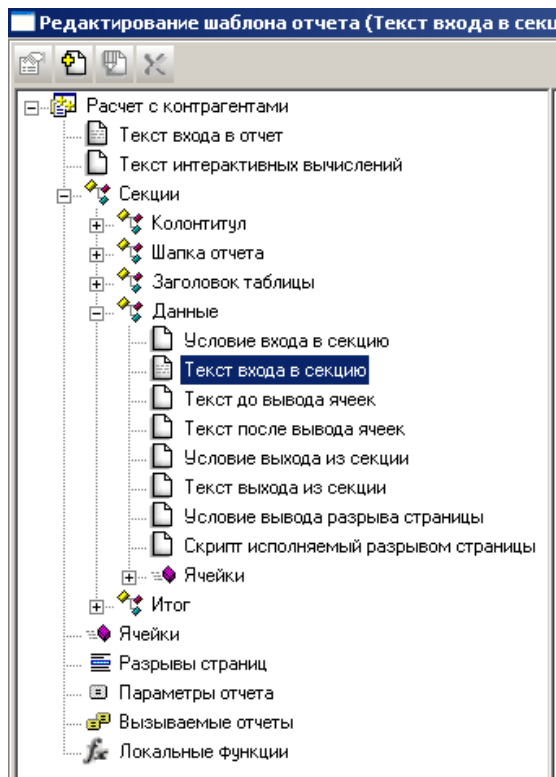 Редактирование шаблона отчета (Текст входа в секц
Расчет с контрагентами
Текст входа в отчет
Текст интерактивных вычислений
Секции
Колонтитул
Шапка отчета
Заголовок таблицы
Данные
Условие входа в секцию
Текст входа в секцию
Текст до вывода ячеек
Текст после вывода ячеек
Условие выхода из секции
Текст выхода из секции
Условие вывода разрыва страницы
Скрипт исполняемый разрывом страницы
Ячейки
Итог
Ячейки
Разрывы страниц
Параметры отчета
Вызываемые отчеты
Локальные функции